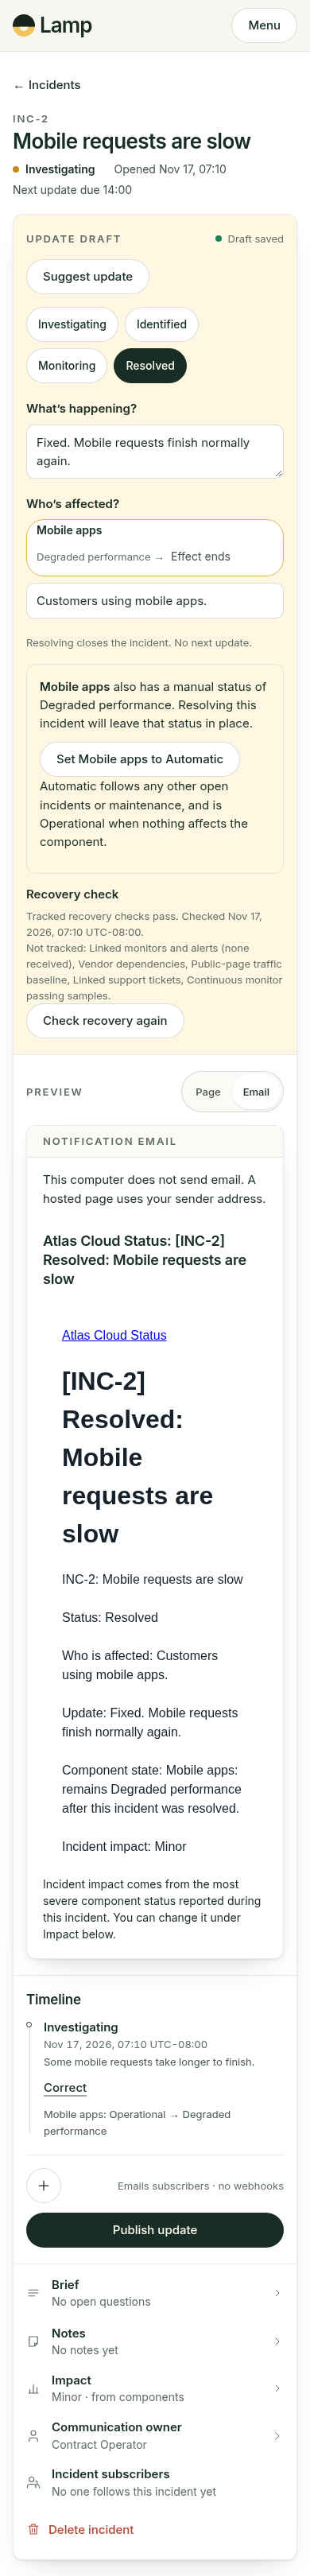 Lamp
Menu
← Incidents
INC-2
Mobile requests are slow
Investigating Opened Nov 17, 07:10
Next update due 14:00
UPDATE DRAFT
Draft saved
Suggest update
Investigating
Identified
Monitoring
Resolved
What's happening?
Fixed. Mobile requests finish normally
again.
Who's affected?
Mobile apps
Degraded performance → Effect ends
Customers using mobile apps.
Resolving closes the incident. No next update.
Mobile apps also has a manual status of
Degraded performance. Resolving this
incident will leave that status in place.
Set Mobile apps to Automatic
Automatic follows any other open
incidents or maintenance, and is
Operational when nothing affects the
component.
Recovery check
Tracked recovery checks pass. Checked Nov 17,
2026, 07:10 UTC-08:00.
Not tracked: Linked monitors and alerts (none
received), Vendor dependencies, Public-page traffic
baseline, Linked support tickets, Continuous monitor
passing samples.
Check recovery again
PREVIEW
Page
Email
NOTIFICATION EMAIL
This computer does not send email. A
hosted page uses your sender address.
Atlas Cloud Status: [INC-2]
Resolved: Mobile requests are
slow
Atlas Cloud Status
[INC-2]
Resolved:
Mobile
requests are
slow
INC-2: Mobile requests are slow
Status: Resolved
Who is affected: Customers
using mobile apps.
Update: Fixed. Mobile requests
finish normally again.
Component state: Mobile apps:
remains Degraded performance
after this incident was resolved.
Incident impact: Minor
Incident impact comes from the most
severe component status reported during
this incident. You can change it under
Impact below.
Timeline
Investigating
Nov 17, 2026, 07:10 UTC-08:00
Some mobile requests take longer to finish.
Correct
Mobile apps: Operational → Degraded
performance
Emails subscribers · no webhooks
Publish update
Brief
No open questions
Notes
No notes yet
Impact
Minor · from components
Communication owner
Contract Operator
Incident subscribers
No one follows this incident yet
Delete incident